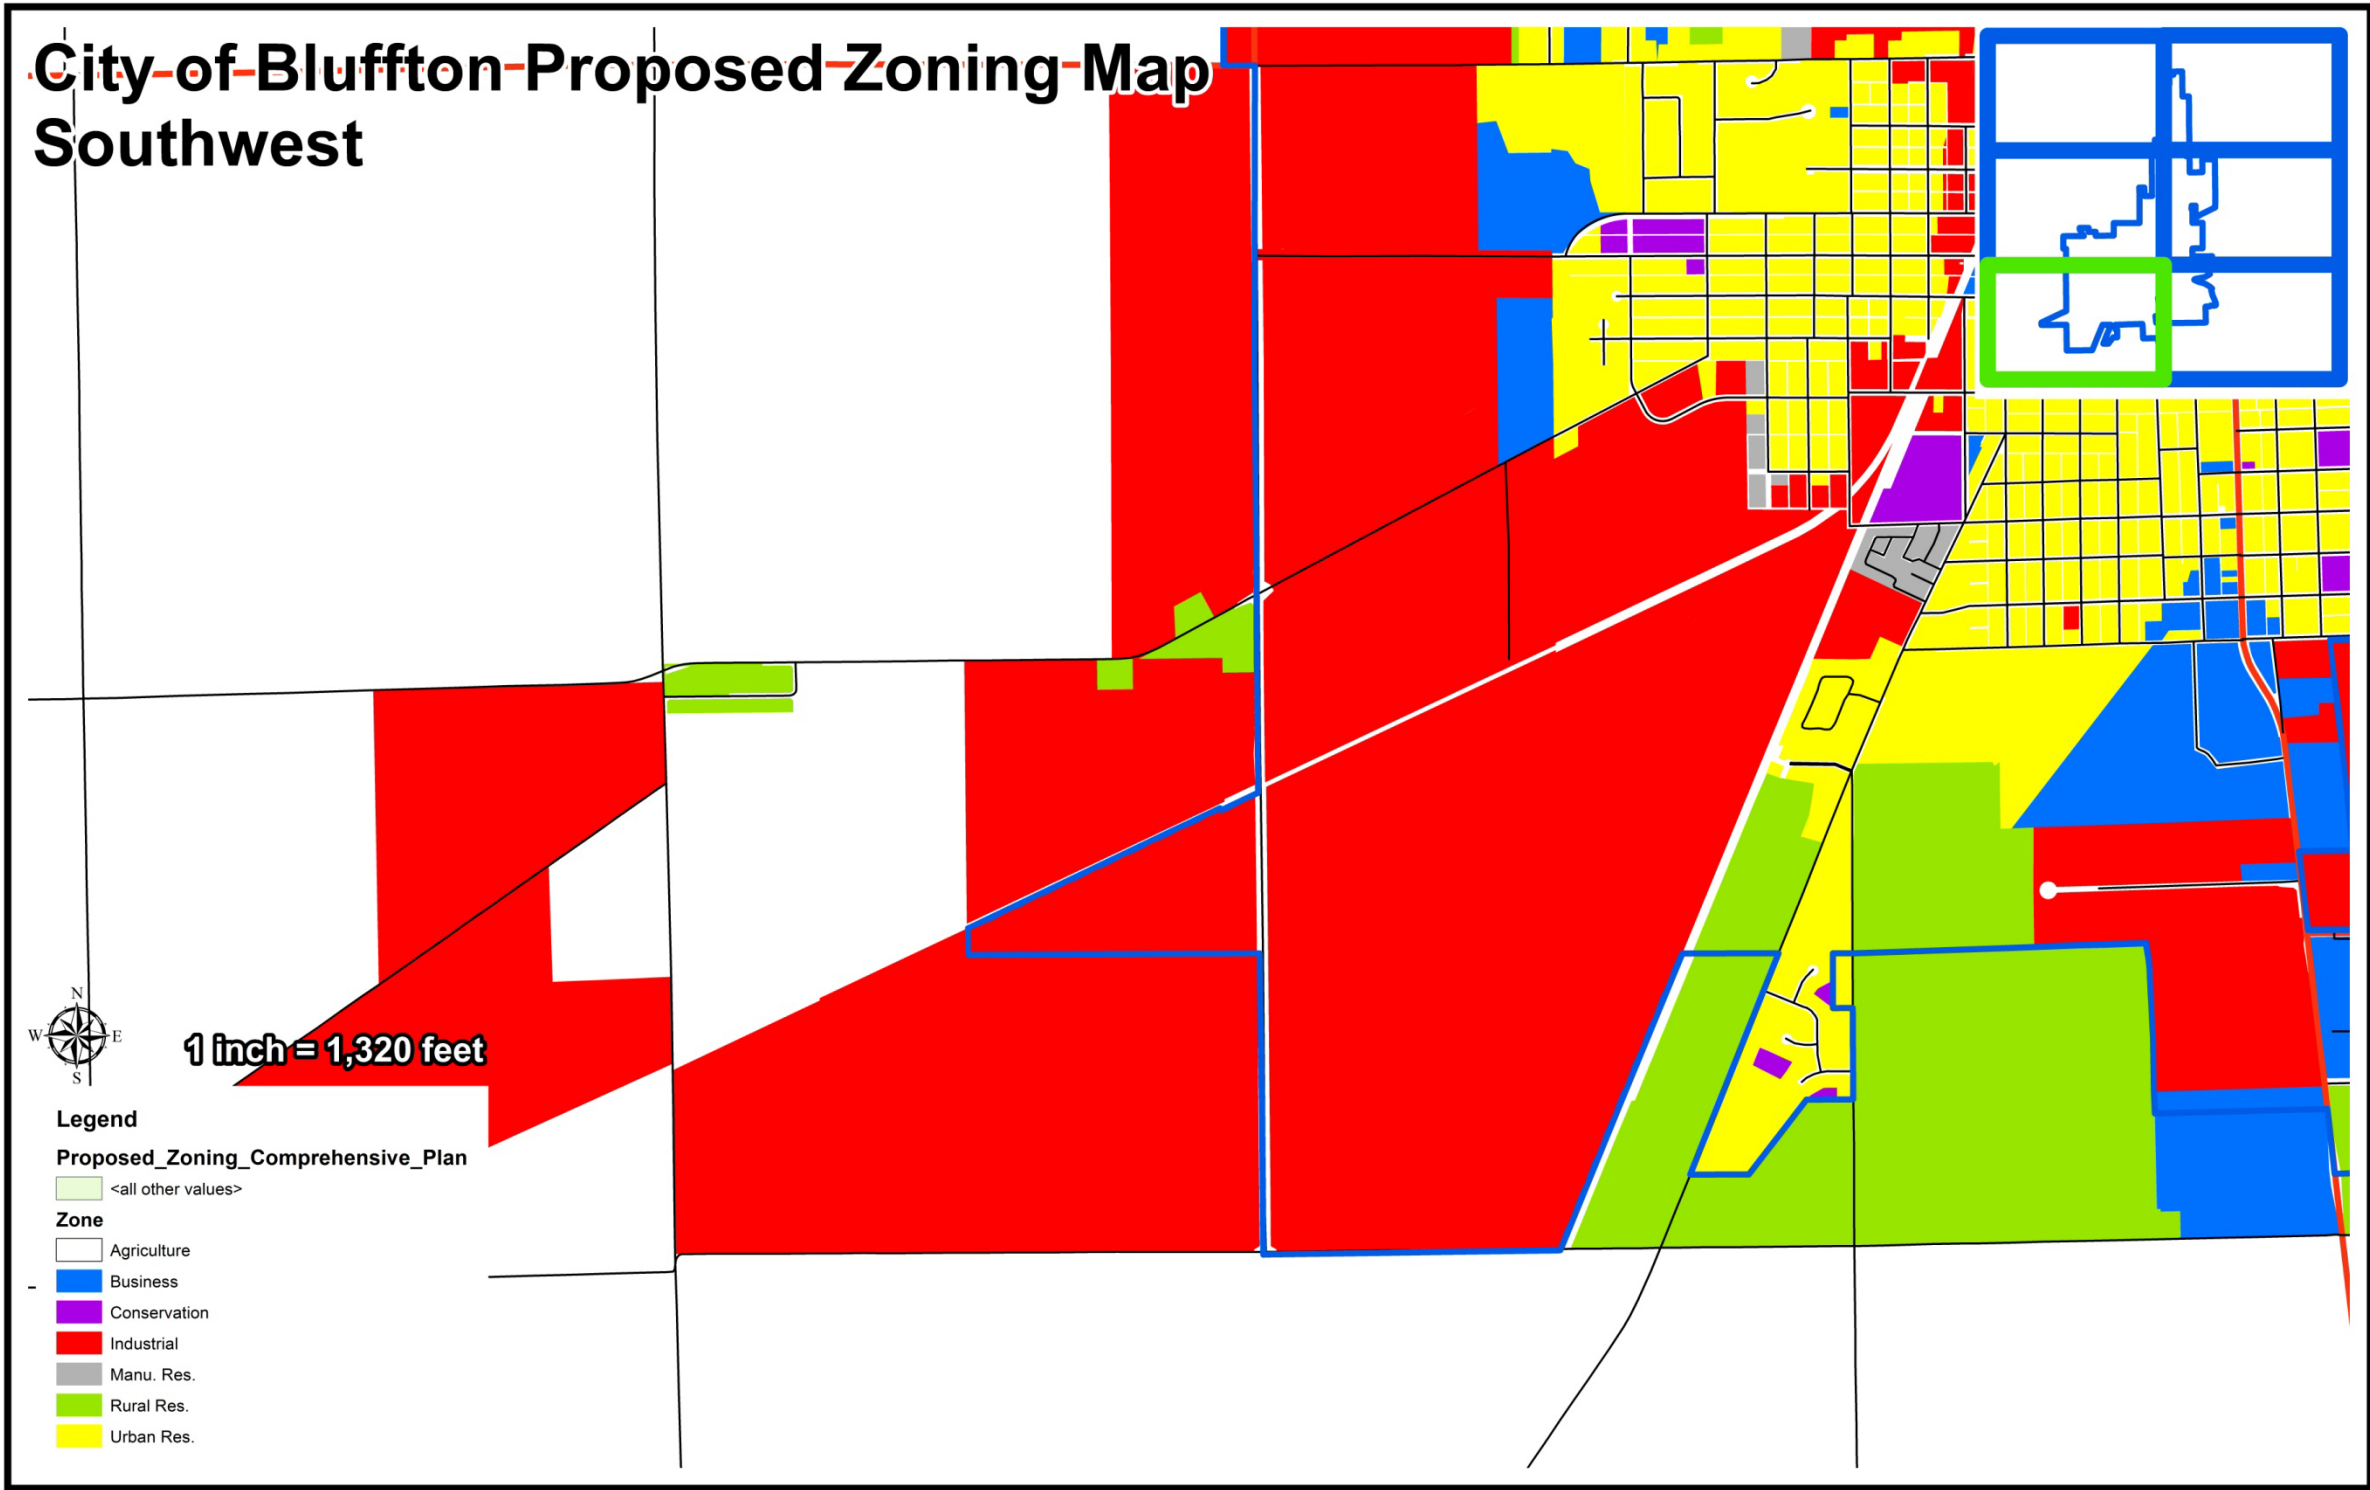 City of Bluffton Proposed Zoning Map
Southwest
N
W E
S
1 inch = 1,320 feet
Legend
Proposed_Zoning_Comprehensive_Plan
<all other values>
Zone
Agriculture
Business
Conservation
Industrial
Manu. Res.
Rural Res.
Urban Res.